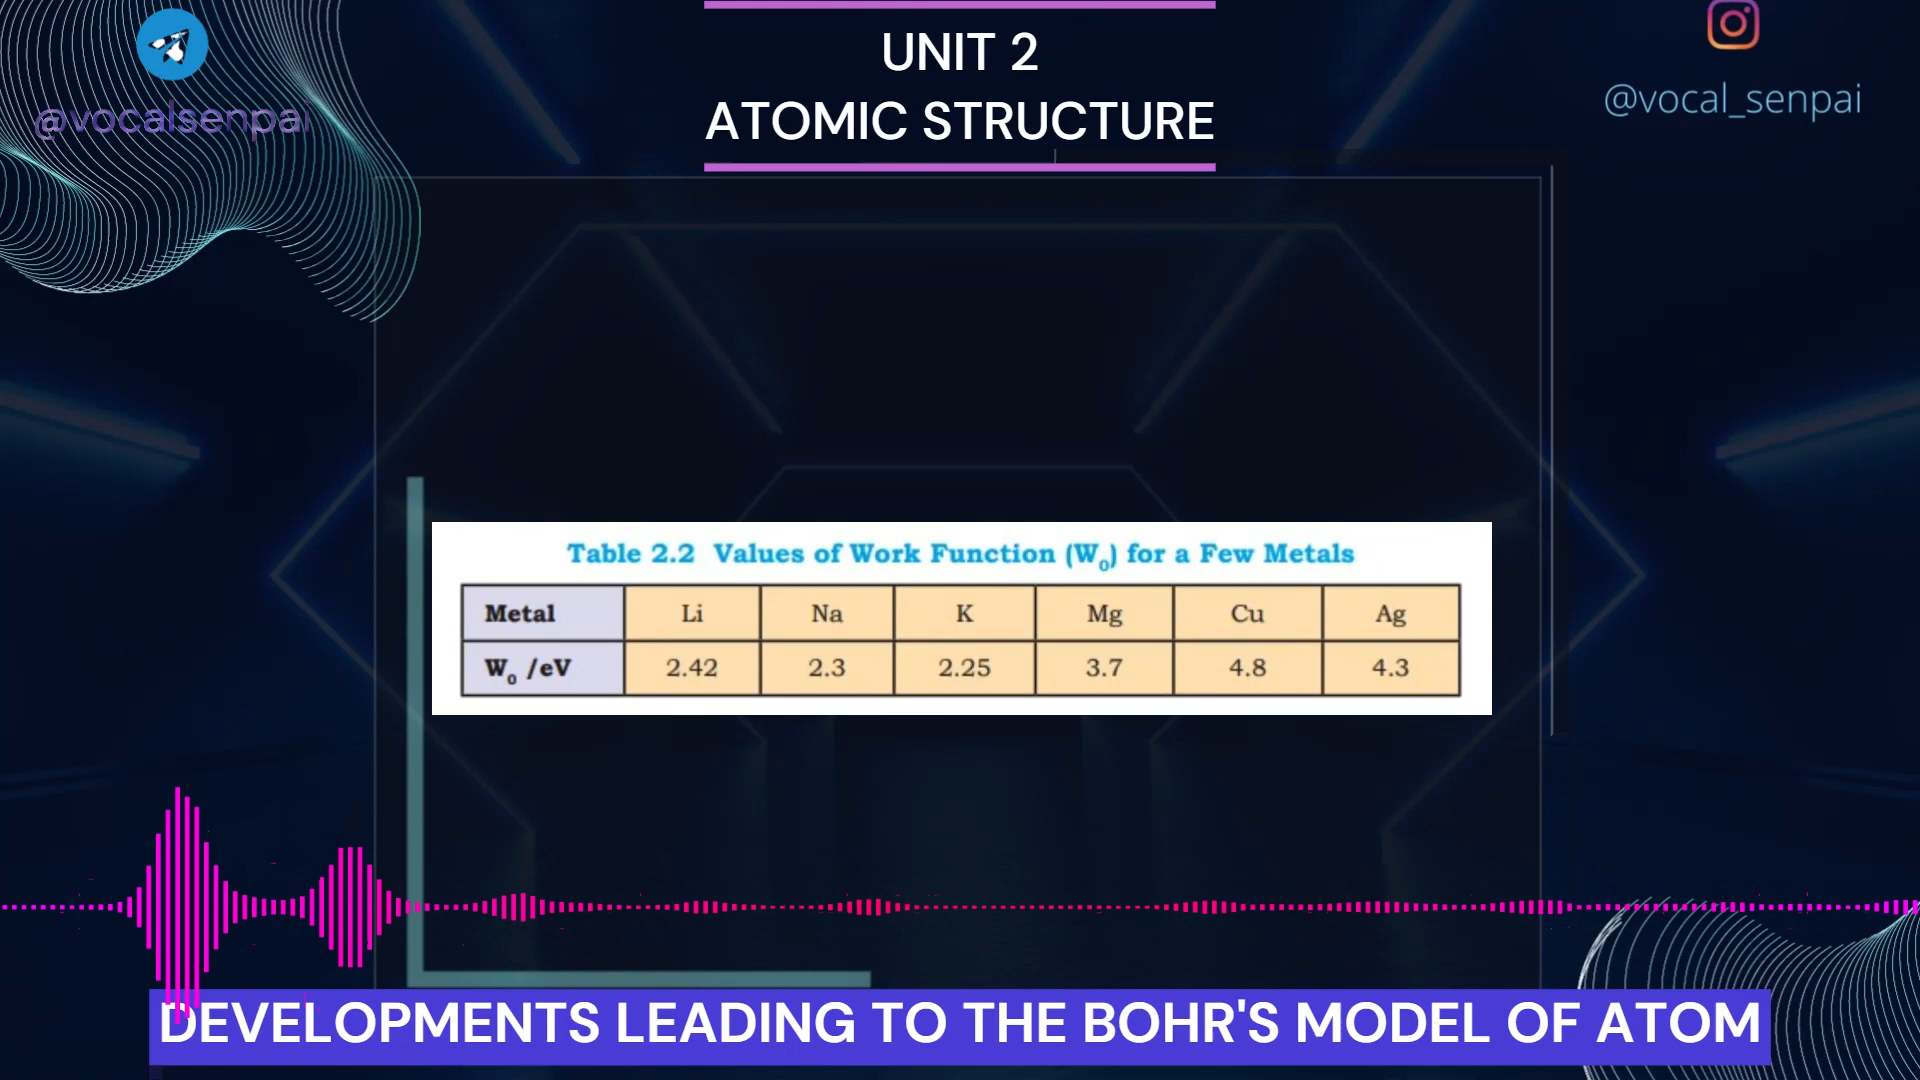 UNIT 2
ATOMIC STRUCTURE
@vocalsenpai
@vocal_senpai
Table 2.2 Values of Work Function (W₀) for a Few Metals
Metal Li Na K Mg Cu Ag
W₀ /eV 2.42 2.3 2.25 3.7 4.8 4.3
DEVELOPMENTS LEADING TO THE BOHR'S MODEL OF ATOM